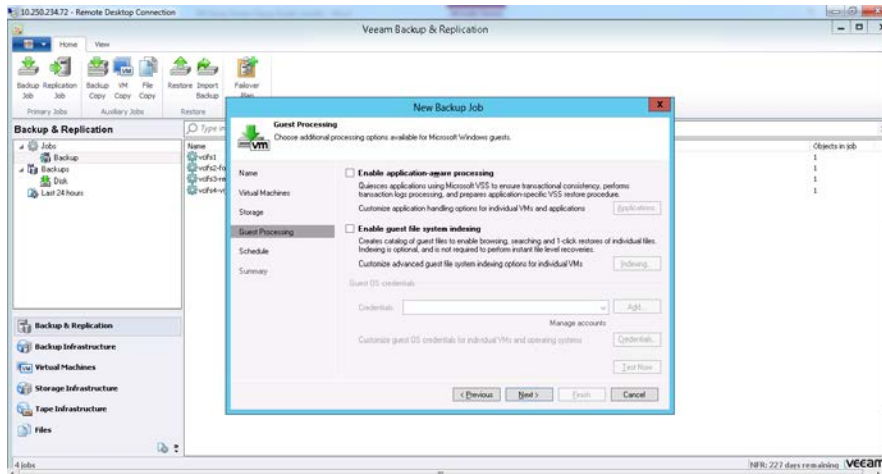 10.250.234.72 - Remote Desktop Connection
Veeam Backup & Replication
Home View
Backup Job
Replication Job
Backup Copy
VM Copy
File Copy
Restore
Import Backup
Failover Plan
Primary Jobs
Auxiliary Jobs
Restore
Backup & Replication
Jobs
Backup
Backups
Disk
Last 24 hours
Type in
Name
Objects in job
vcifs1
1
1
1
1
New Backup Job
X
Guest Processing
Choose additional processing options available for Microsoft Windows guests.
vm
Name
Virtual Machines
Storage
Guest Processing
Schedule
Summary
Enable application-aware processing
Quiesces applications using Microsoft VSS to ensure transactional consistency, performs
transaction logs processing, and prepares application-specific VSS restore procedure.
Customize application handling options for individual VMs and applications
Applications...
Enable guest file system indexing
Creates catalog of guest files to enable browsing, searching and 1-click restores of individual files.
Indexing is optional, and is not required to perform instant file level recoveries.
Customize advanced guest file system indexing options for individual VMs
Indexing...
Guest OS credentials
Credentials:
Add...
Manage accounts
Customize guest OS credentials for individual VMs and operating systems
Credentials...
Test Now
< Previous
Next >
Finish
Cancel
Backup & Replication
Backup Infrastructure
Virtual Machines
Storage Infrastructure
Tape Infrastructure
Files
4 jobs
NFR: 227 days remaining
veeam